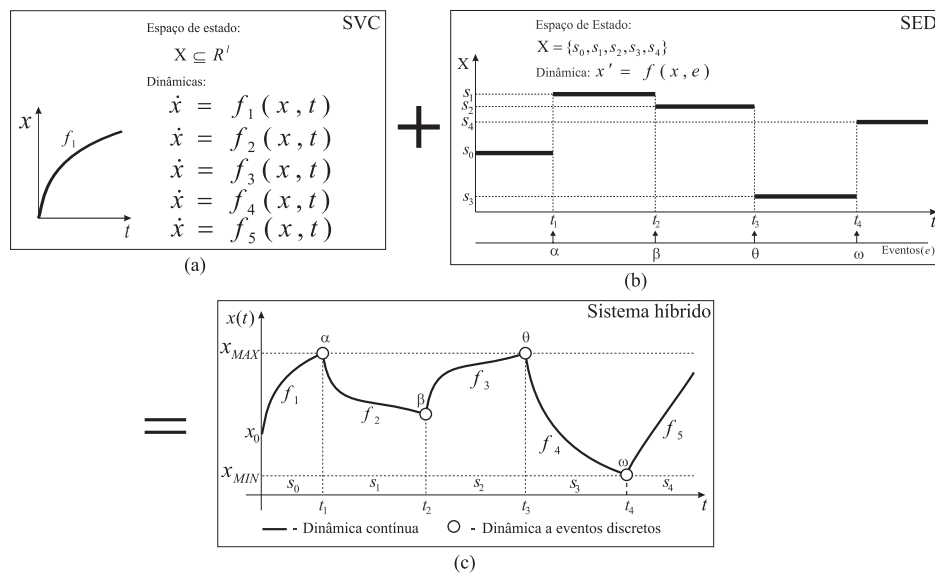 SVC
Espaço de estado:
X ⊆ R^l
Dinâmicas:
ẋ = f₁(x, t)
ẋ = f₂(x, t)
ẋ = f₃(x, t)
ẋ = f₄(x, t)
ẋ = f₅(x, t)
x
f₁
t
(a)
+
SED
Espaço de Estado:
X = {s₀, s₁, s₂, s₃, s₄}
Dinâmica: x′ = f(x, e)
X
s₁
s₂
s₄
s₀
s₃
t₁ t₂ t₃ t₄ t
α β θ ω Eventos(e)
(b)
=
Sistema híbrido
x(t)
α θ
x_MAX
f₁ f₃
β
f₂
x₀ f₄ f₅
ω
x_MIN
s₀ s₁ s₂ s₃ s₄
t₁ t₂ t₃ t₄ t
- Dinâmica contínua - Dinâmica a eventos discretos
(c)